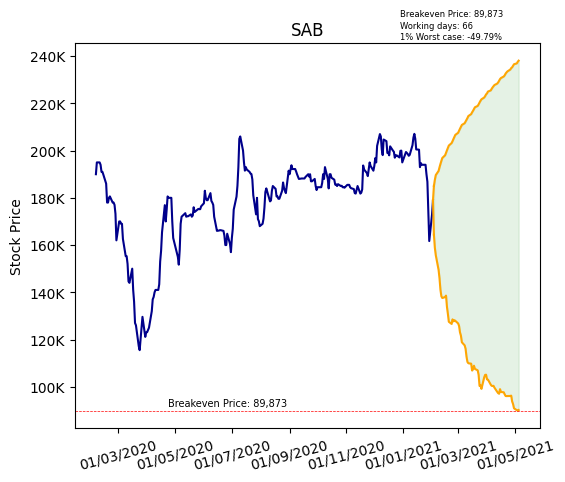 Breakeven Price: 89,873
Working days: 66
1% Worst case: -49.79%
SAB
Stock Price
240K
220K
200K
180K
160K
140K
120K
100K
Breakeven Price: 89,873
01/03/2020
01/05/2020
01/07/2020
01/09/2020
01/11/2020
01/01/2021
01/03/2021
01/05/2021